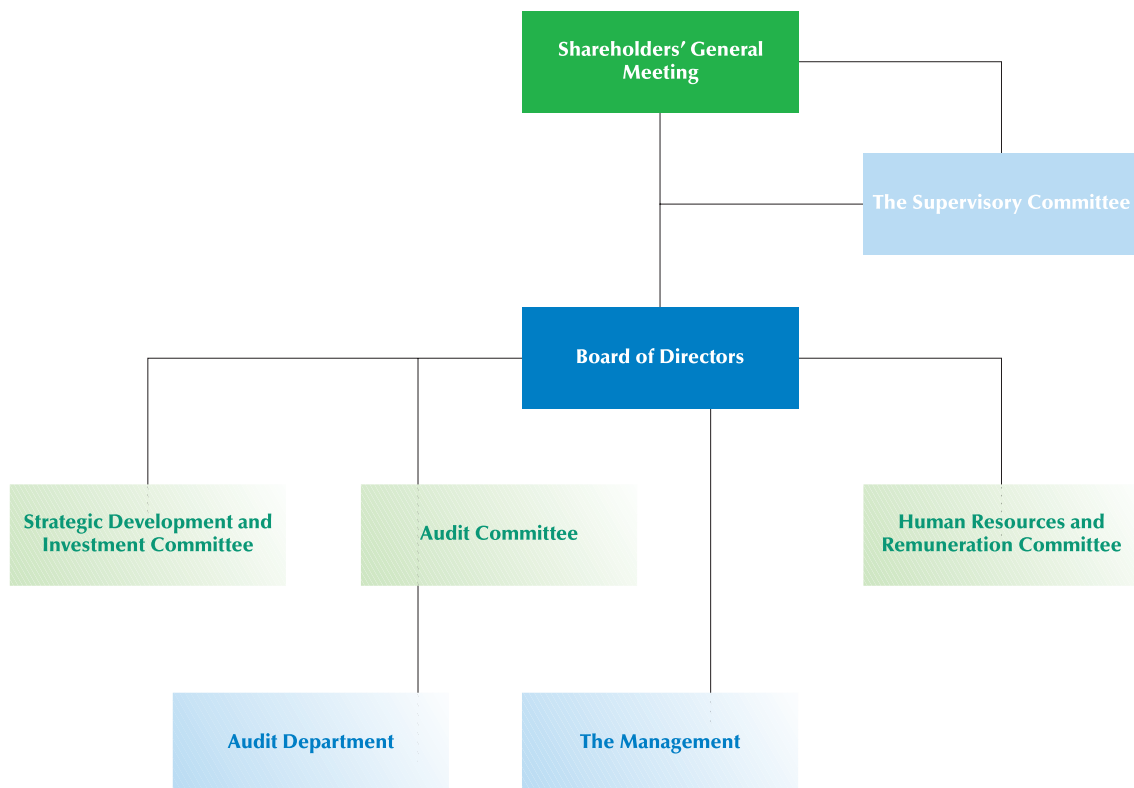 Shareholders’ General
Meeting
The Supervisory Committee
Board of Directors
Strategic Development and
Investment Committee
Audit Committee
Human Resources and
Remuneration Committee
Audit Department
The Management